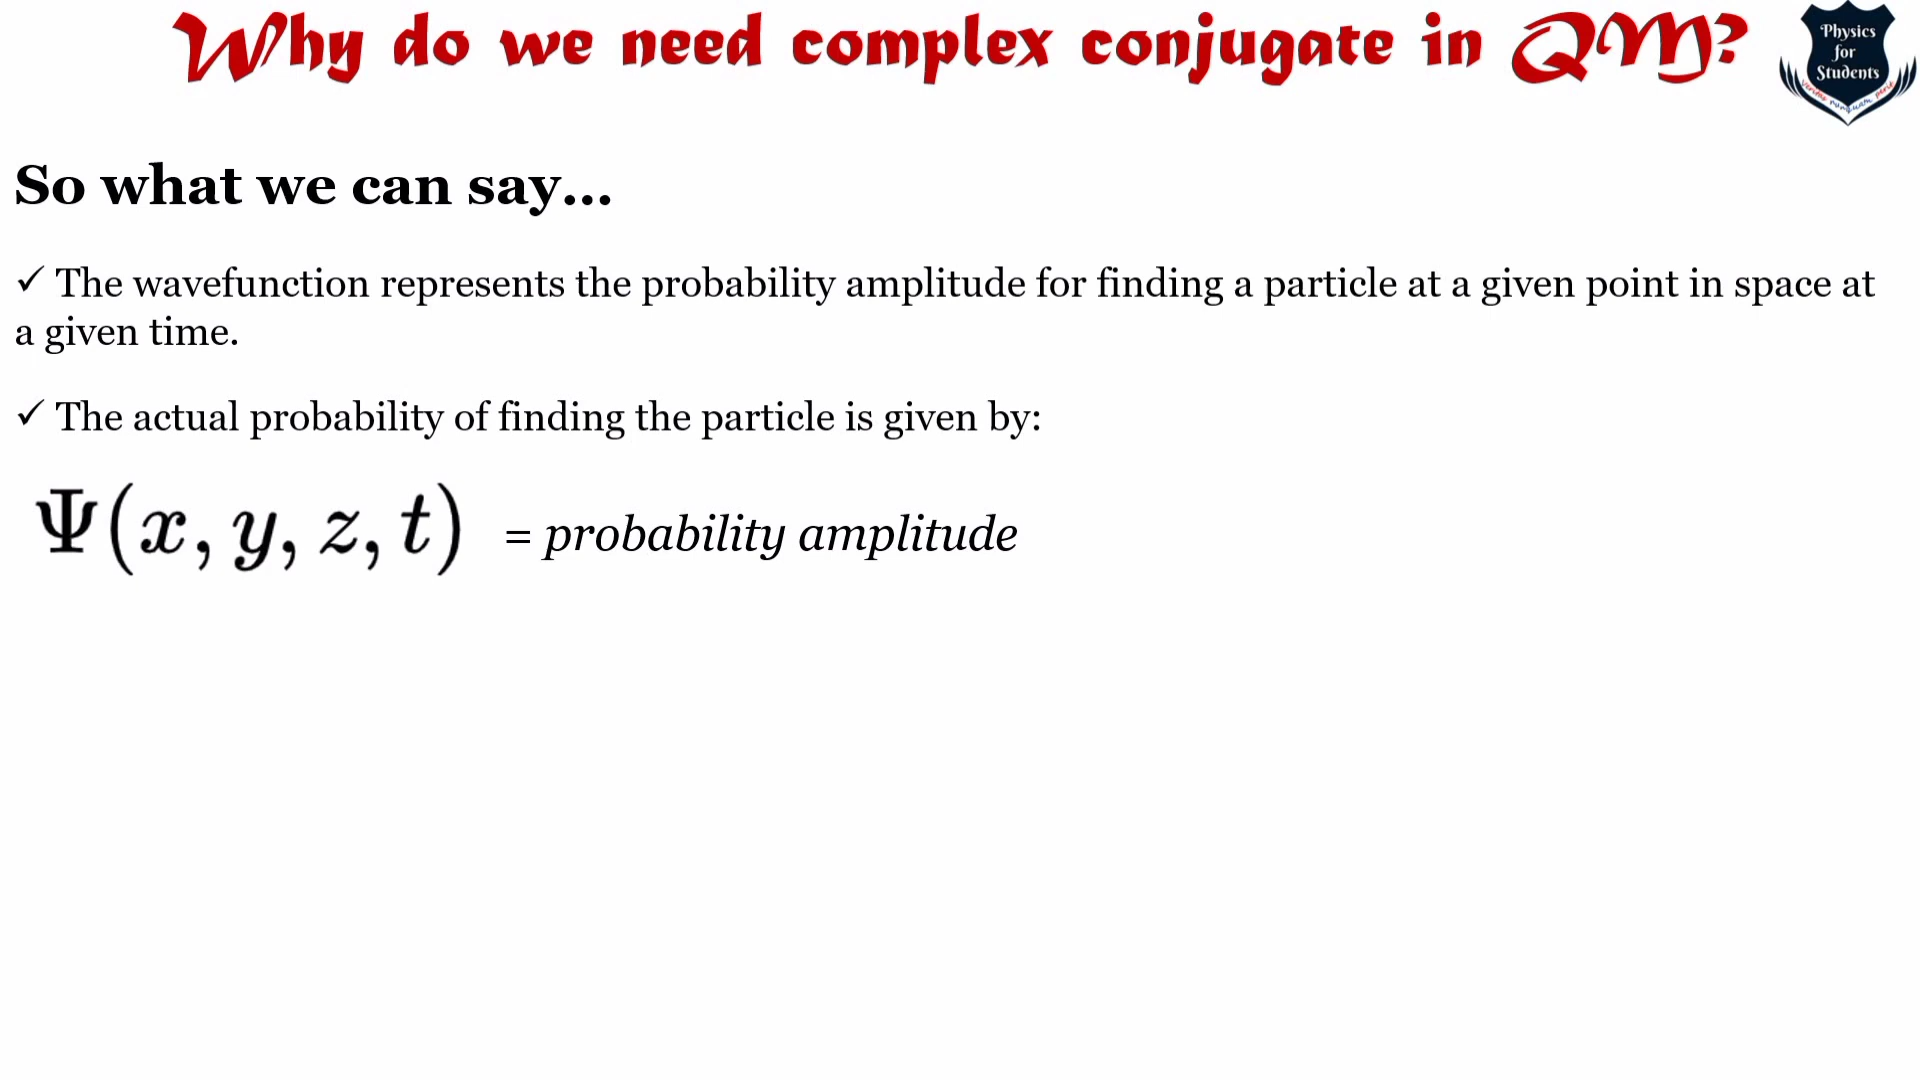 Why do we need complex conjugate in QM?
Physics
for
Students
So what we can say...
✓ The wavefunction represents the probability amplitude for finding a particle at a given point in space at
a given time.
✓ The actual probability of finding the particle is given by:
Ψ(x, y, z, t) = probability amplitude